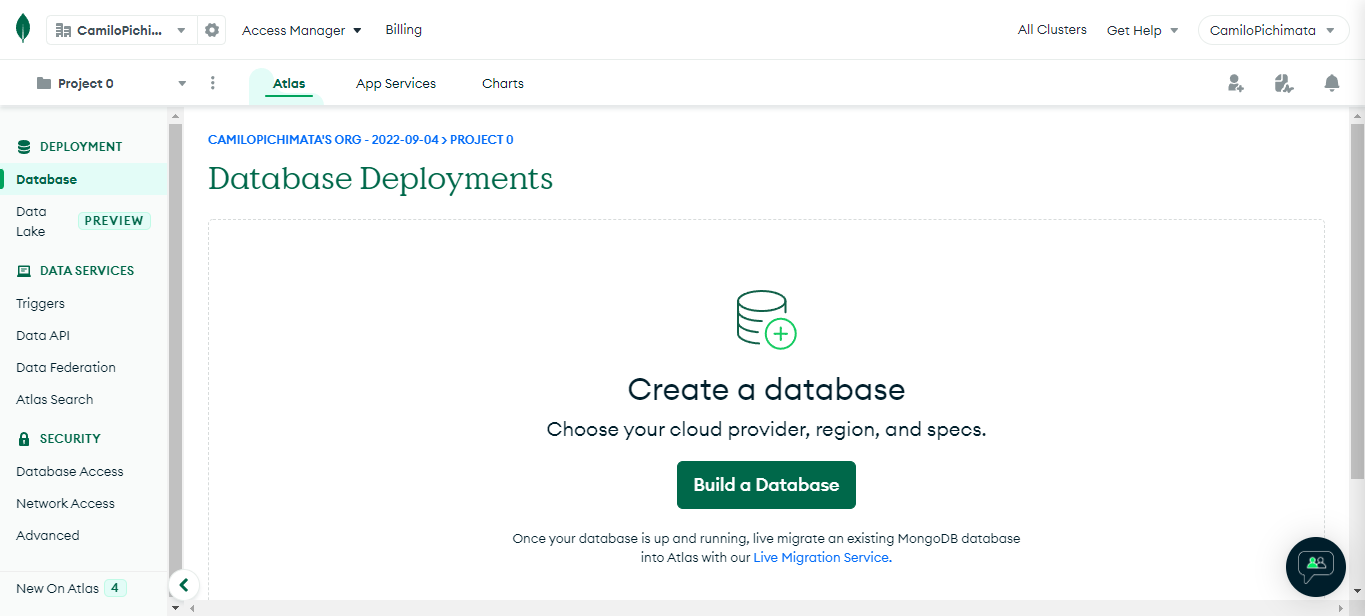 CamiloPichi...
Access Manager
Billing
All Clusters
Get Help
CamiloPichimata
Project 0
Atlas
App Services
Charts
DEPLOYMENT
Database
Data
Lake
PREVIEW
DATA SERVICES
Triggers
Data API
Data Federation
Atlas Search
SECURITY
Database Access
Network Access
Advanced
New On Atlas 4
CAMILOPICHIMATA'S ORG - 2022-09-04 > PROJECT 0
Database Deployments
Create a database
Choose your cloud provider, region, and specs.
Build a Database
Once your database is up and running, live migrate an existing MongoDB database
into Atlas with our Live Migration Service.